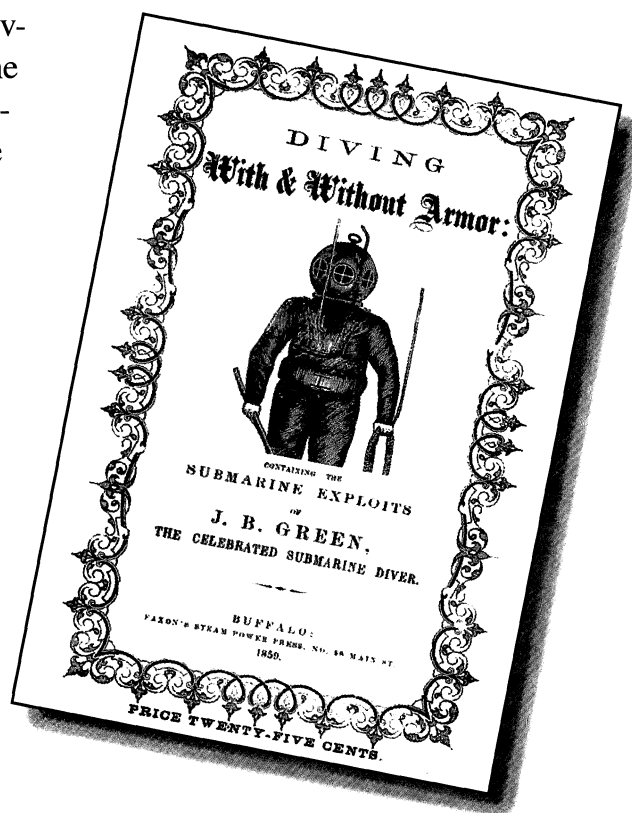 v-
ne
-
e
DIVING
With & Without Armor:
CONTAINING THE
SUBMARINE EXPLOITS
OF
J. B. GREEN,
THE CELEBRATED SUBMARINE DIVER.
BUFFALO:
FAXON'S STEAM POWER PRESS, NO. MAIN ST
1859.
PRICE TWENTY-FIVE CENTS.